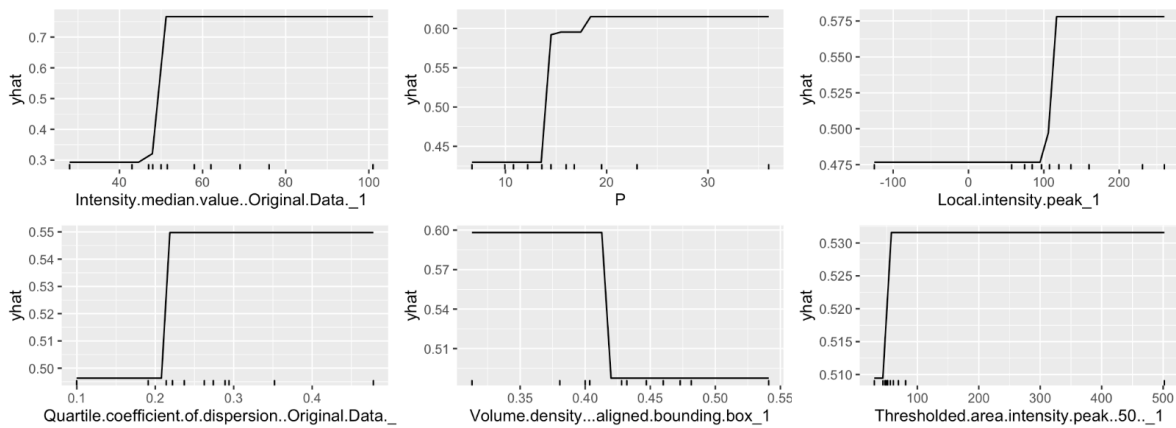 yhat
0.7
0.6
0.5
0.4
0.3
40 60 80 100
Intensity.median.value..Original.Data._1
yhat
0.60
0.55
0.50
0.45
10 20 30
P
yhat
0.575
0.550
0.525
0.500
0.475
-100 0 100 200
Local.intensity.peak_1
yhat
0.55
0.54
0.53
0.52
0.51
0.50
0.1 0.2 0.3 0.4
Quartile.coefficient.of.dispersion..Original.Data._
yhat
0.60
0.57
0.54
0.51
0.35 0.40 0.45 0.50 0.55
Volume.density...aligned.bounding.box_1
yhat
0.530
0.525
0.520
0.515
0.510
0 100 200 300 400 500
Thresholded.area.intensity.peak..50.._1